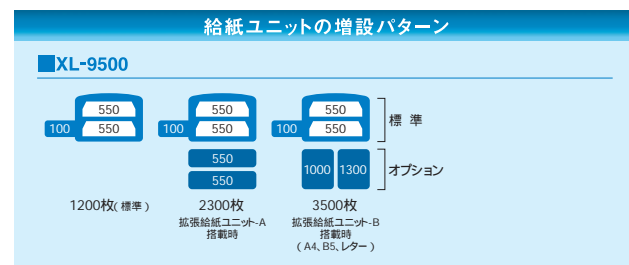 給紙ユニットの増設パターン
■XL-9500
550 550 550
100 550 100 550 100 550
標 準
550 1000 1300
550
オプション
1200枚( 標準 ) 2300枚 3500枚
拡張給紙ユニット-A 拡張給紙ユニット-B
搭載時 搭載時
( A4、B5、レター )